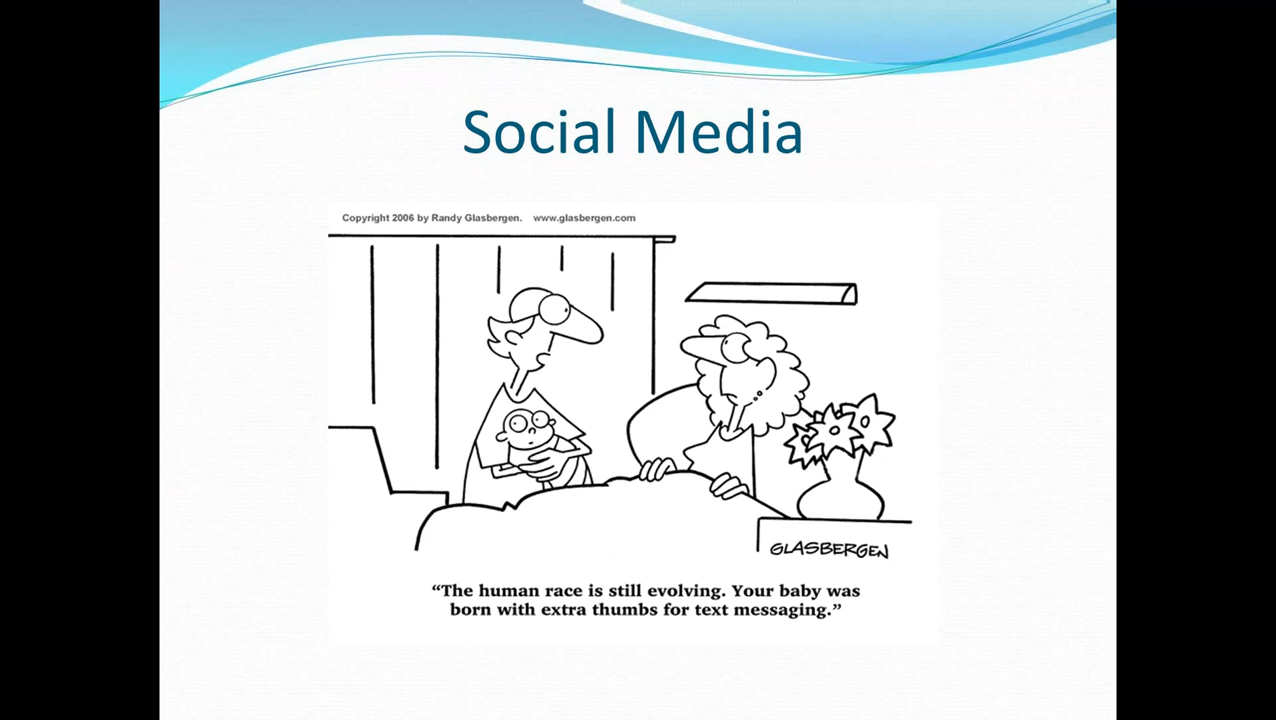 Social Media
Copyright 2006 by Randy Glasbergen. www.glasbergen.com
GLASBERGEN
“The human race is still evolving. Your baby was
born with extra thumbs for text messaging.”